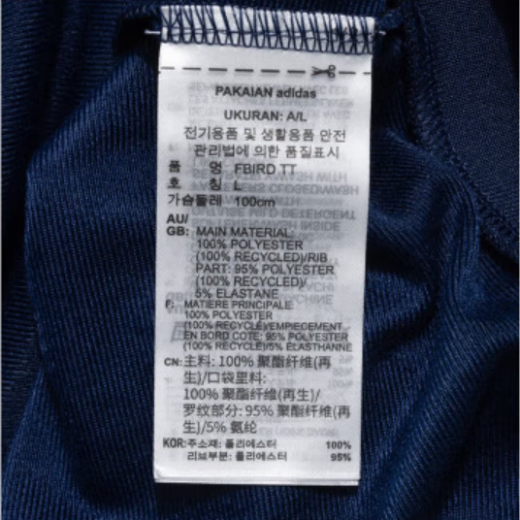 PAKAIAN adidas
UKURAN: A/L
전기용품 및 생활용품 안전
관리법에 의한 품질표시
품 명 FBIRD TT
호 칭 L
가슴둘레 100cm
AU/
GB: MAIN MATERIAL:
100% POLYESTER
(100% RECYCLED)/RIB
PART: 95% POLYESTER
(100% RECYCLED)/
5% ELASTANE
F: MATIERE PRINCIPALE
100% POLYESTER
(100% RECYCLÉ)/EMPIECEMENT
EN BORD COTE: 95% POLYESTER
(100% RECYCLÉ)/5% ELASTHANNE
CN: 主料: 100% 聚酯纤维(再
生)/口袋里料:
100% 聚酯纤维(再生)/
罗纹部分: 95% 聚酯纤维(再
生)/5% 氨纶
KOR: 주소재: 폴리에스터 100%
리브부분: 폴리에스터 95%